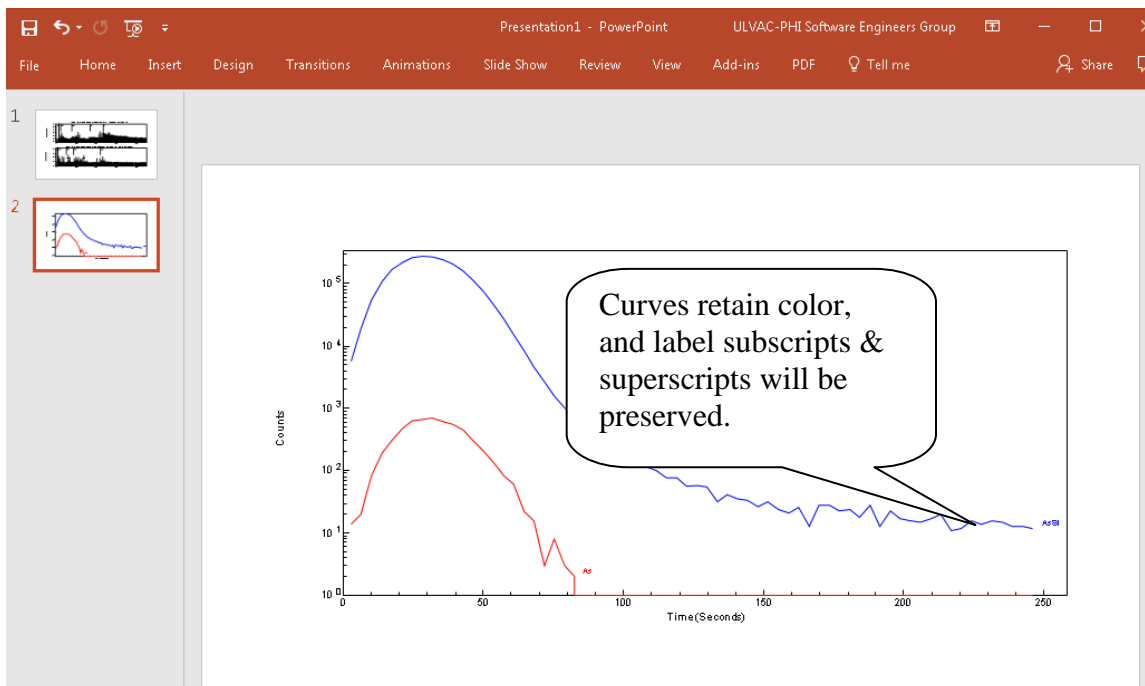 Presentation1 - PowerPoint
ULVAC-PHI Software Engineers Group
File Home Insert Design Transitions Animations Slide Show Review View Add-ins PDF Tell me Share
1
2
Curves retain color,
and label subscripts &
superscripts will be
preserved.
10 5
10 4
10 3
10 2
10 1
10 0
Counts
AsSi
As
0 50 100 150 200 250
Time(Seconds)